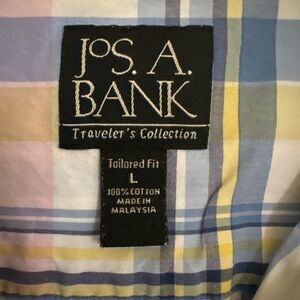 JOS. A.
BANK
Traveler's Collection
Tailored Fit
L
100% COTTON
MADE IN
MALAYSIA